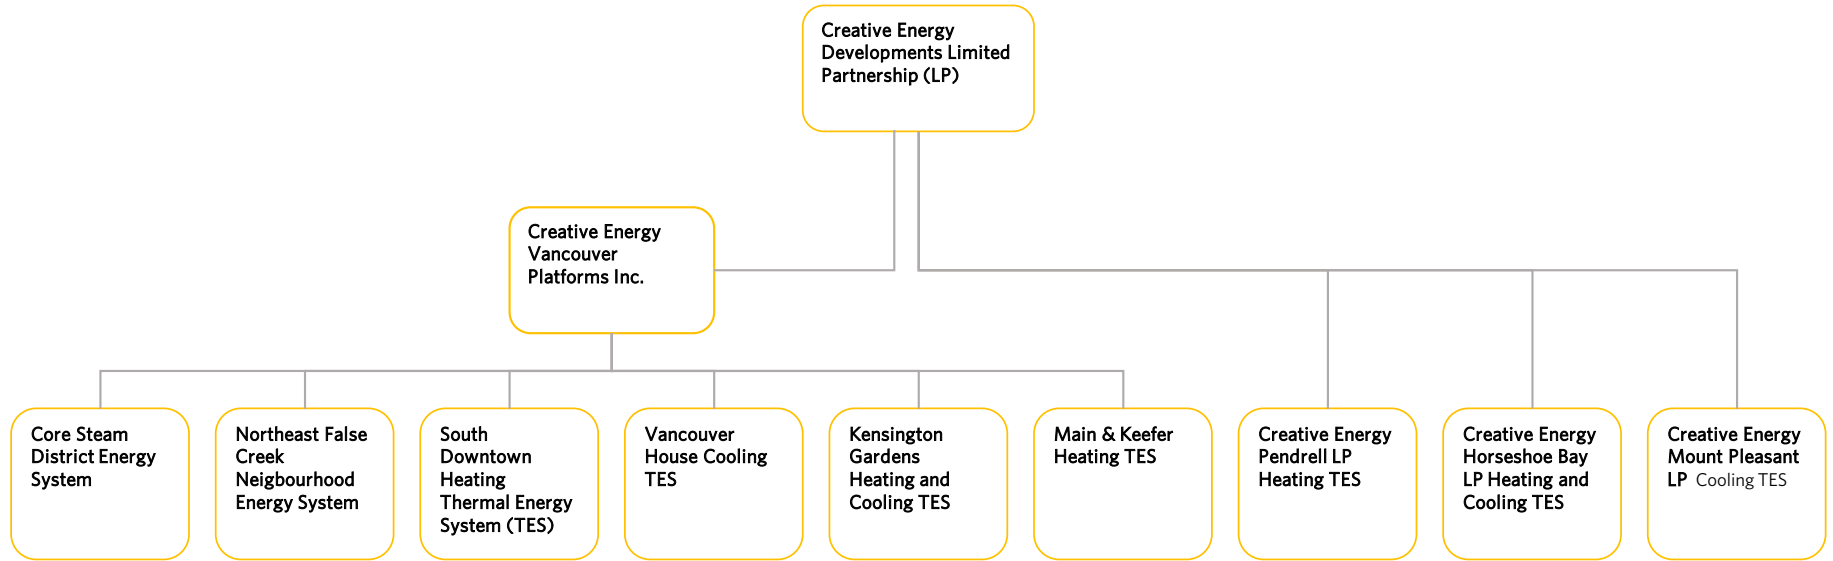 Creative Energy
Developments Limited
Partnership (LP)
Creative Energy
Vancouver
Platforms Inc.
Core Steam
District Energy
System
Northeast False
Creek
Neigbourhood
Energy System
South
Downtown
Heating
Thermal Energy
System (TES)
Vancouver
House Cooling
TES
Kensington
Gardens
Heating and
Cooling TES
Main & Keefer
Heating TES
Creative Energy
Pendrell LP
Heating TES
Creative Energy
Horseshoe Bay
LP Heating and
Cooling TES
Creative Energy
Mount Pleasant
LP Cooling TES